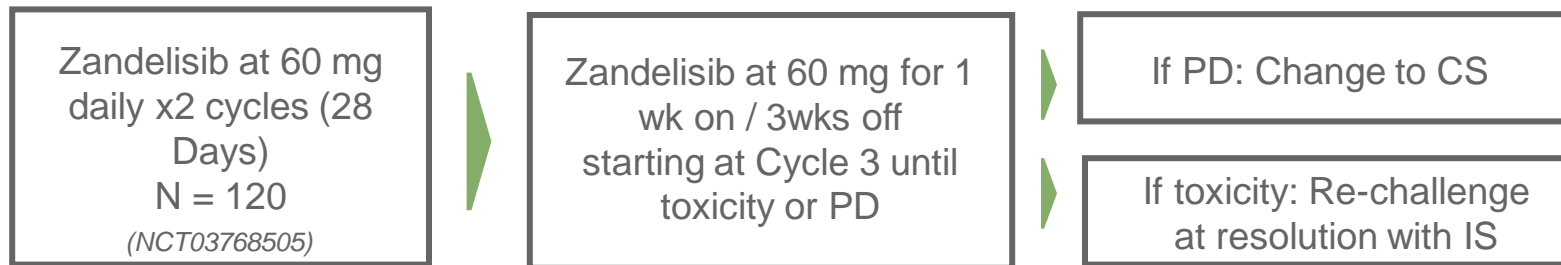 Zandelisib at 60 mg
daily x2 cycles (28
Days)
N = 120
(NCT03768505)
Zandelisib at 60 mg for 1
wk on / 3wks off
starting at Cycle 3 until
toxicity or PD
If PD: Change to CS
If toxicity: Re-challenge
at resolution with IS